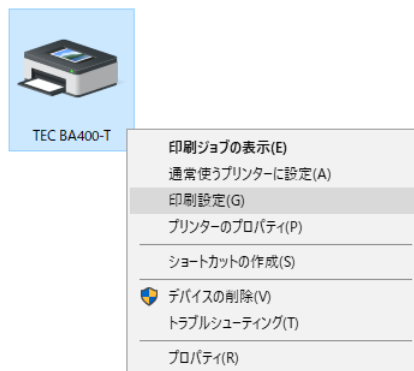 TEC BA400-T
印刷ジョブの表示(E)
通常使うプリンターに設定(A)
印刷設定(G)
プリンターのプロパティ(P)
ショートカットの作成(S)
デバイスの削除(V)
トラブルシューティング(T)
プロパティ(R)